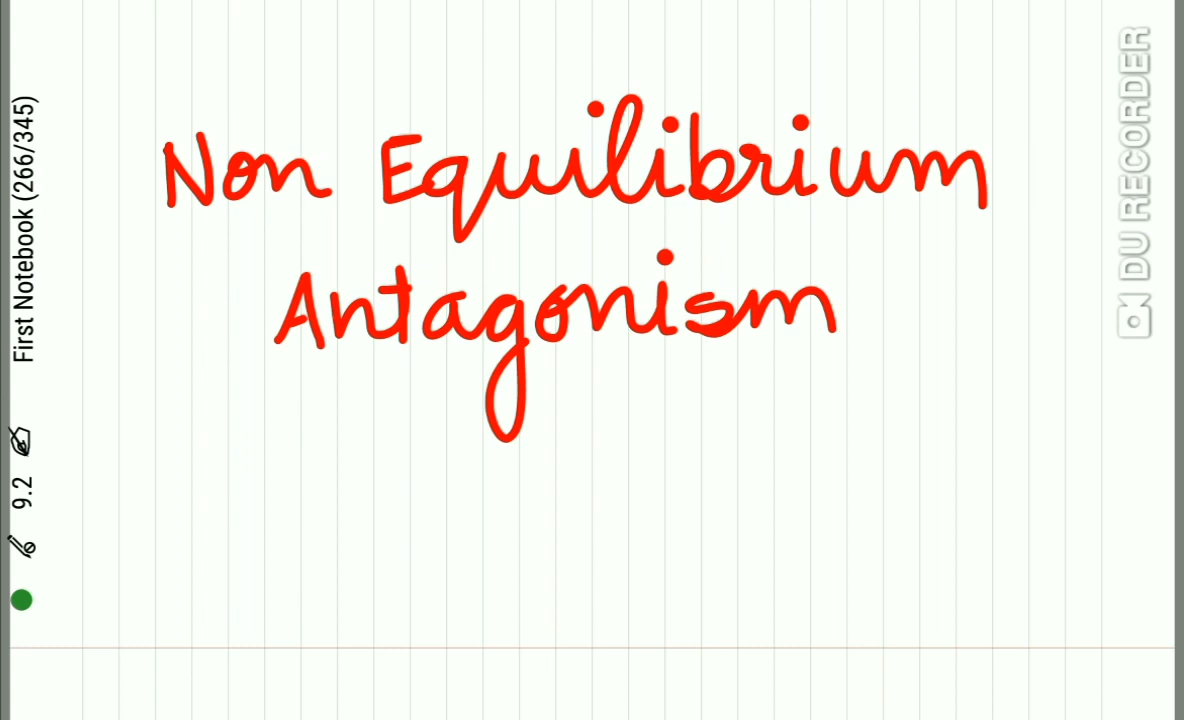 Non Equilibrium
Antagonism
First Notebook (266/345)
9.2
DU RECORDER